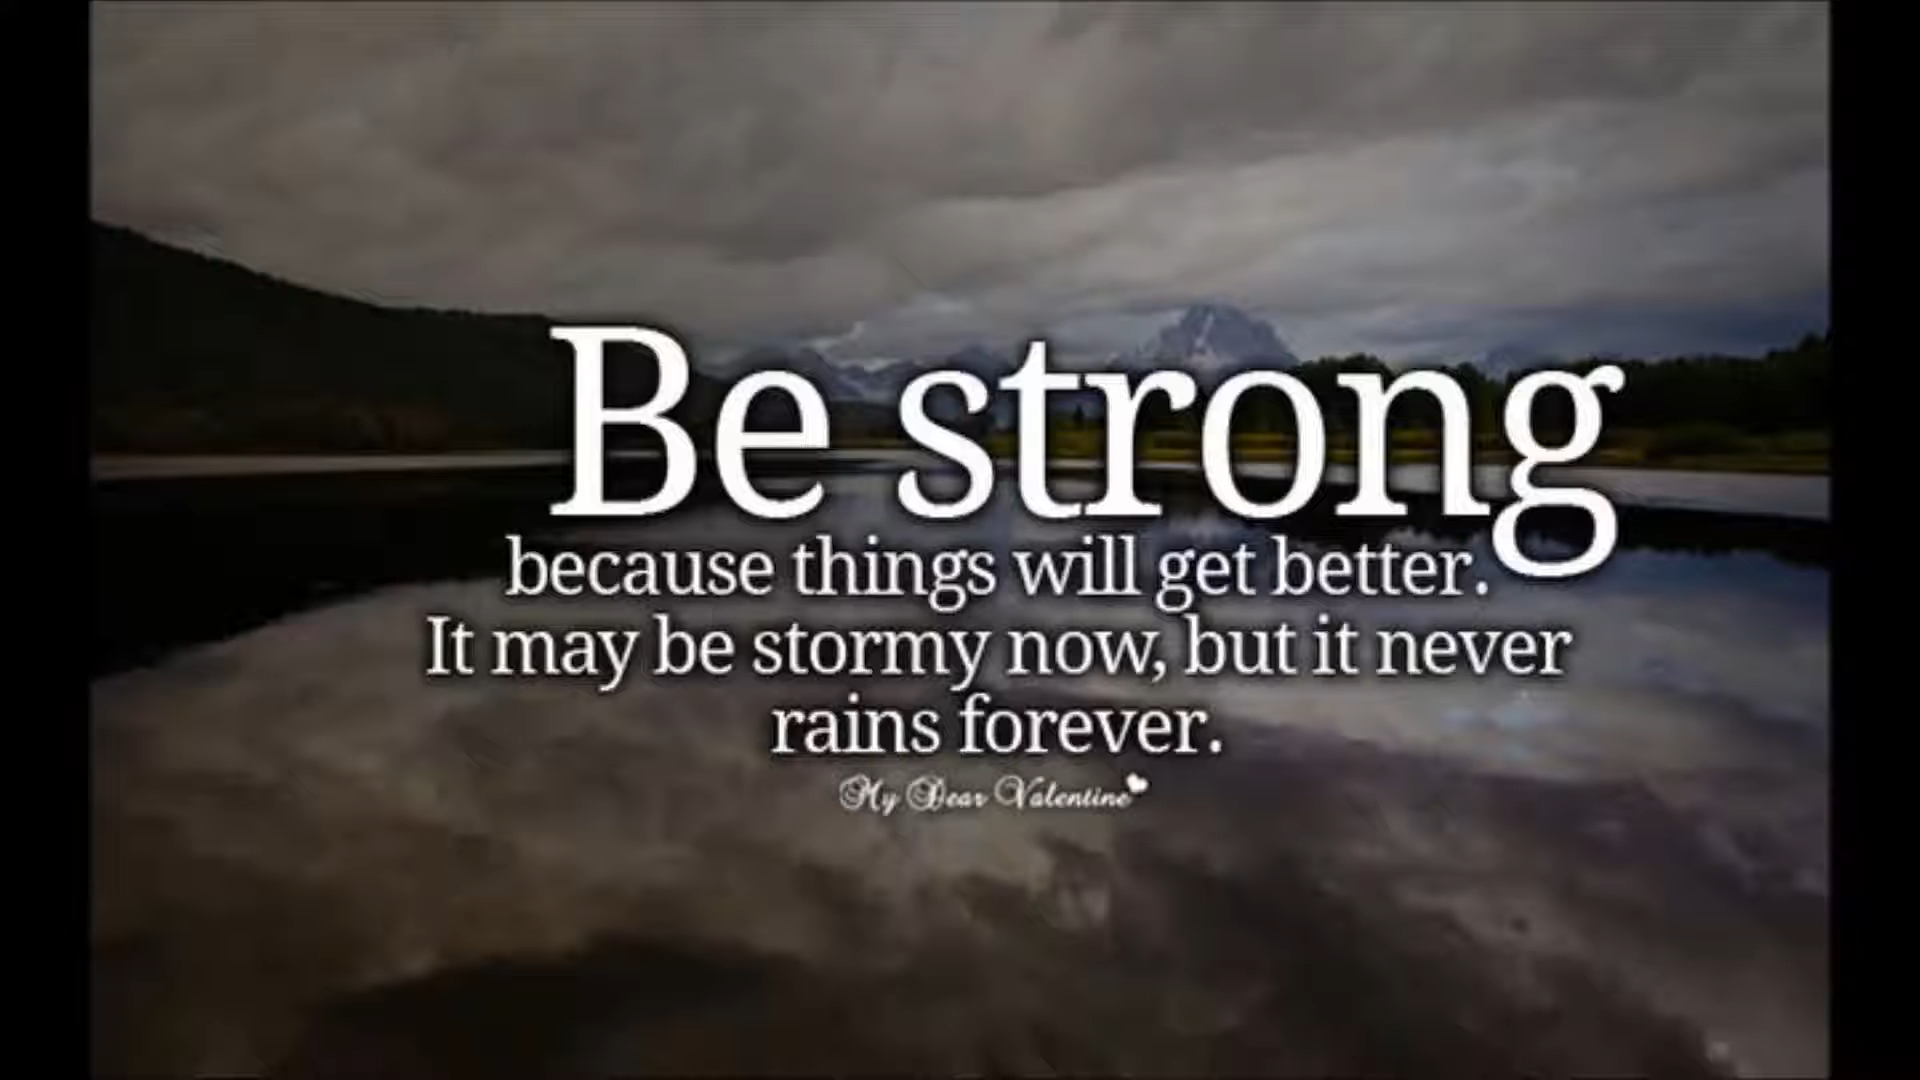 Be strong
because things will get better.
It may be stormy now, but it never
rains forever.
My Dear Valentine